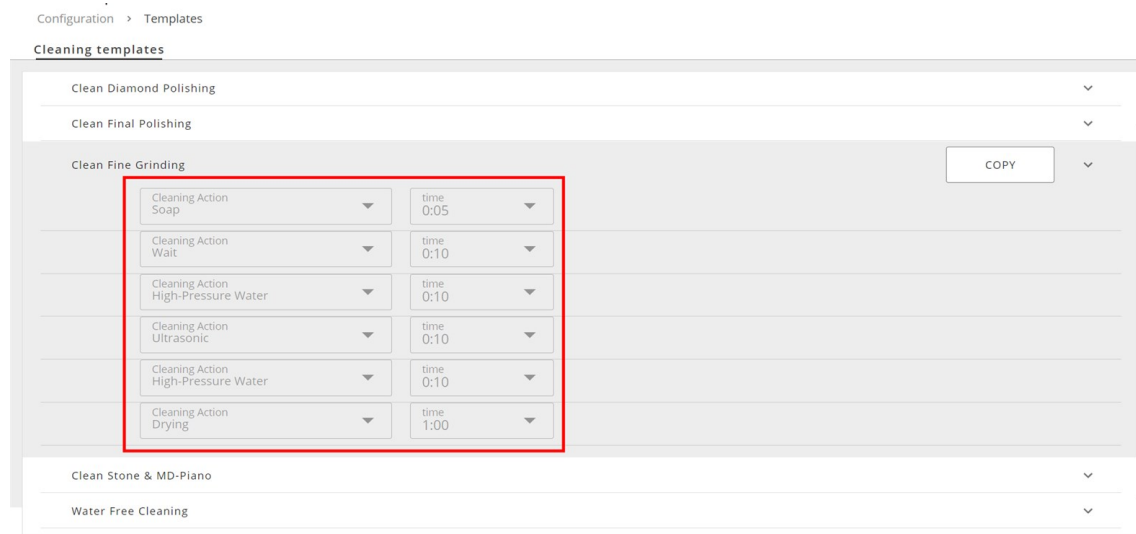 Configuration > Templates
Cleaning templates
Clean Diamond Polishing
Clean Final Polishing
Clean Fine Grinding COPY
Cleaning Action time
Soap 0:05
Cleaning Action time
Wait 0:10
Cleaning Action time
High-Pressure Water 0:10
Cleaning Action time
Ultrasonic 0:10
Cleaning Action time
High-Pressure Water 0:10
Cleaning Action time
Drying 1:00
Clean Stone & MD-Piano
Water Free Cleaning